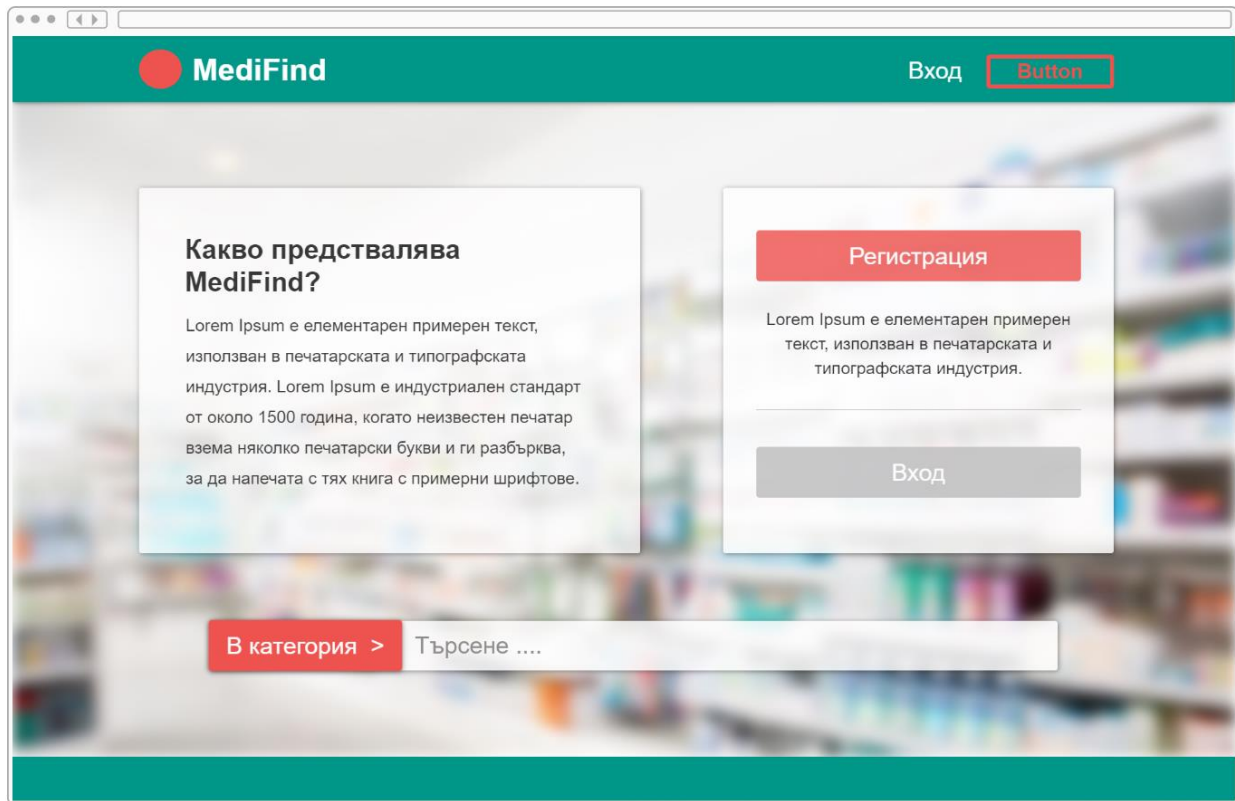 MediFind
Вход
Button
Какво предствалява
MediFind?
Lorem Ipsum е елементарен примерен текст,
използван в печатарската и типографската
индустрия. Lorem Ipsum е индустриален стандарт
от около 1500 година, когато неизвестен печатар
взема няколко печатарски букви и ги разбърква,
за да напечата с тях книга с примерни шрифтове.
Регистрация
Lorem Ipsum е елементарен примерен
текст, използван в печатарската и
типографската индустрия.
Вход
В категория >
Търсене ....